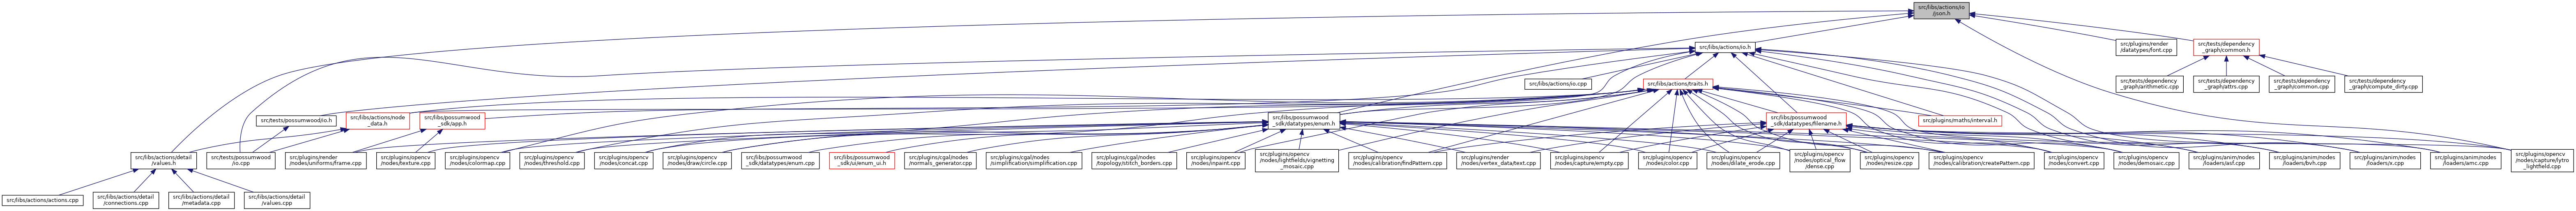 src/libs/actions/io
/json.h
src/libs/actions/io.h
src/plugins/render
/datatypes/font.cpp
src/tests/dependency
_graph/common.h
src/libs/actions/io.cpp
src/libs/actions/traits.h
src/tests/dependency
_graph/arithmetic.cpp
src/tests/dependency
_graph/attrs.cpp
src/tests/dependency
_graph/common.cpp
src/tests/dependency
_graph/compute_dirty.cpp
src/tests/possumwood/io.h
src/libs/actions/node
_data.h
src/libs/possumwood
_sdk/app.h
src/libs/possumwood
_sdk/datatypes/enum.h
src/libs/possumwood
_sdk/datatypes/filename.h
src/plugins/maths/interval.h
src/libs/actions/detail
/values.h
src/tests/possumwood
/io.cpp
src/plugins/render
/nodes/uniforms/frame.cpp
src/plugins/opencv
/nodes/texture.cpp
src/plugins/opencv
/nodes/colormap.cpp
src/plugins/opencv
/nodes/threshold.cpp
src/plugins/opencv
/nodes/concat.cpp
src/plugins/opencv
/nodes/draw/circle.cpp
src/libs/possumwood
_sdk/datatypes/enum.cpp
src/libs/possumwood
_sdk/ui/enum_ui.h
src/plugins/cgal/nodes
/normals_generator.cpp
src/plugins/cgal/nodes
/simplification/simplification.cpp
src/plugins/cgal/nodes
/topology/stitch_borders.cpp
src/plugins/opencv
/nodes/inpaint.cpp
src/plugins/opencv
/nodes/lightfields/vignetting
_mosaic.cpp
src/plugins/opencv
/nodes/calibration/findPattern.cpp
src/plugins/render
/nodes/vertex_data/text.cpp
src/plugins/opencv
/nodes/capture/empty.cpp
src/plugins/opencv
/nodes/color.cpp
src/plugins/opencv
/nodes/dilate_erode.cpp
src/plugins/opencv
/nodes/optical_flow
/dense.cpp
src/plugins/opencv
/nodes/resize.cpp
src/plugins/opencv
/nodes/calibration/createPattern.cpp
src/plugins/opencv
/nodes/convert.cpp
src/plugins/opencv
/nodes/demosaic.cpp
src/plugins/anim/nodes
/loaders/asf.cpp
src/plugins/anim/nodes
/loaders/bvh.cpp
src/plugins/anim/nodes
/loaders/x.cpp
src/plugins/anim/nodes
/loaders/amc.cpp
src/plugins/opencv
/nodes/capture/lytro
_lightfield.cpp
src/libs/actions/actions.cpp
src/libs/actions/detail
/connections.cpp
src/libs/actions/detail
/metadata.cpp
src/libs/actions/detail
/values.cpp